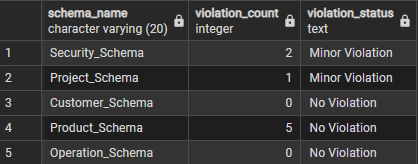 schema_name violation_count violation_status
character varying (20) integer text
1 Security_Schema 2 Minor Violation
2 Project_Schema 1 Minor Violation
3 Customer_Schema 0 No Violation
4 Product_Schema 5 No Violation
5 Operation_Schema 0 No Violation